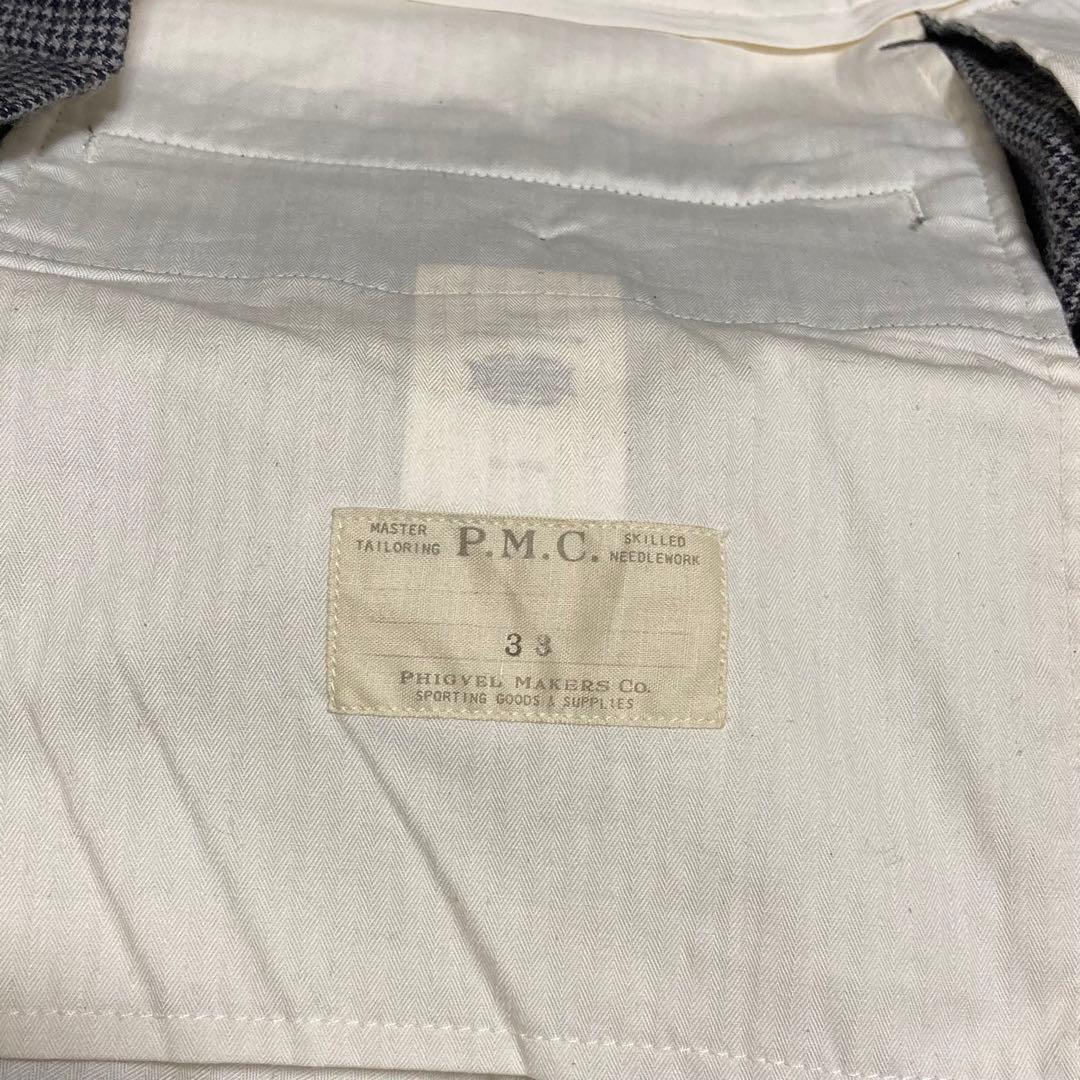 MASTER
TAILORING
P.M.C.
SKILLED
NEEDLEWORK
33
PHIGVEL MAKERS CO.
SPORTING GOODS & SUPPLIES